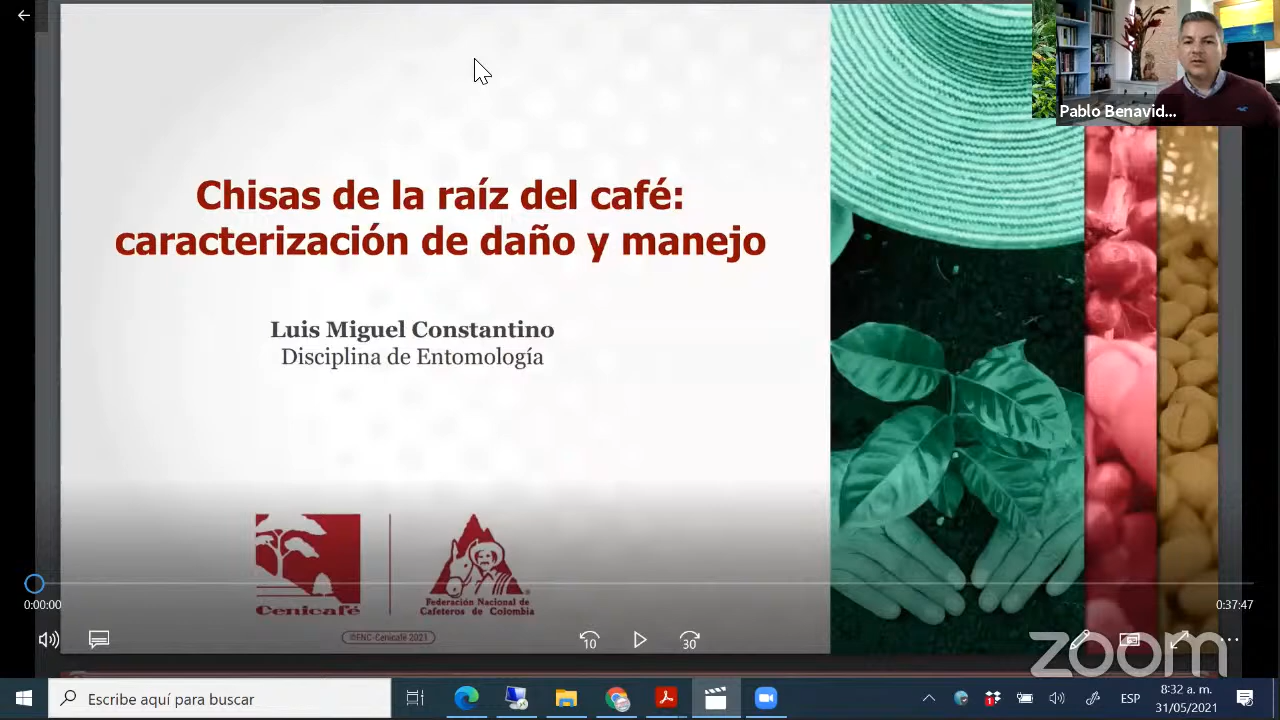 Pablo Benavid...
Chisas de la raíz del café:
caracterización de daño y manejo
Luis Miguel Constantino
Disciplina de Entomología
Cenicafé
Federación Nacional de
Cafeteros de Colombia
©FNC-Cenicafé 2021
0:00:00
0:37:47
10
30
zoom
Escribe aquí para buscar
1
ESP
8:32 a. m.
31/05/2021